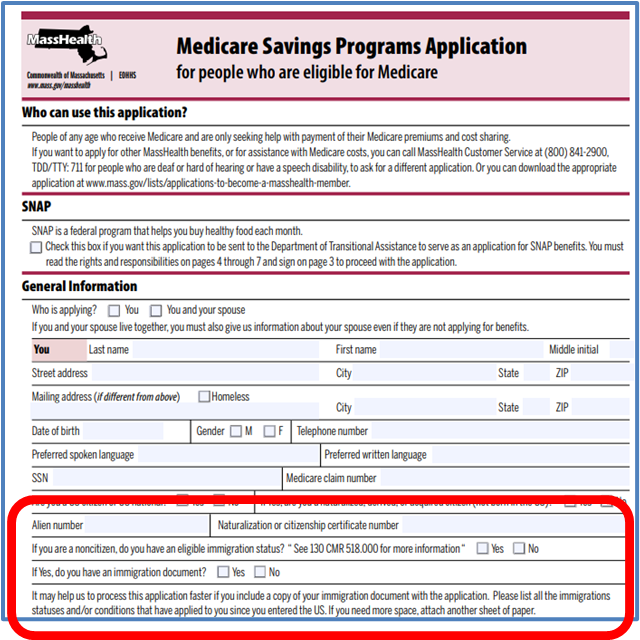 MassHealth
Commonwealth of Massachusetts | EOHHS
www.mass.gov/masshealth
Medicare Savings Programs Application
for people who are eligible for Medicare
Who can use this application?
People of any age who receive Medicare and are only seeking help with payment of their Medicare premiums and cost sharing.
If you want to apply for other MassHealth benefits, or for assistance with Medicare costs, you can call MassHealth Customer Service at (800) 841-2900,
TDD/TTY: 711 for people who are deaf or hard of hearing or have a speech disability, to ask for a different application. Or you can download the appropriate
application at www.mass.gov/lists/applications-to-become-a-masshealth-member.
SNAP
SNAP is a federal program that helps you buy healthy food each month.
Check this box if you want this application to be sent to the Department of Transitional Assistance to serve as an application for SNAP benefits. You must
read the rights and responsibilities on pages 4 through 7 and sign on page 3 to proceed with the application.
General Information
Who is applying? You You and your spouse
If you and your spouse live together, you must also give us information about your spouse even if they are not applying for benefits.
You Last name First name Middle initial
Street address City State ZIP
Mailing address (if different from above) Homeless
City State ZIP
Date of birth Gender M F Telephone number
Preferred spoken language Preferred written language
SSN Medicare claim number
Are you a US citizen or US national? Yes No If Yes, are you a naturalized, derived, or acquired citizen (not born in the US)? Yes No
Alien number Naturalization or citizenship certificate number
If you are a noncitizen, do you have an eligible immigration status? " See 130 CMR 518.000 for more information" Yes No
If Yes, do you have an immigration document? Yes No
It may help us to process this application faster if you include a copy of your immigration document with the application. Please list all the immigrations
statuses and/or conditions that have applied to you since you entered the US. If you need more space, attach another sheet of paper.